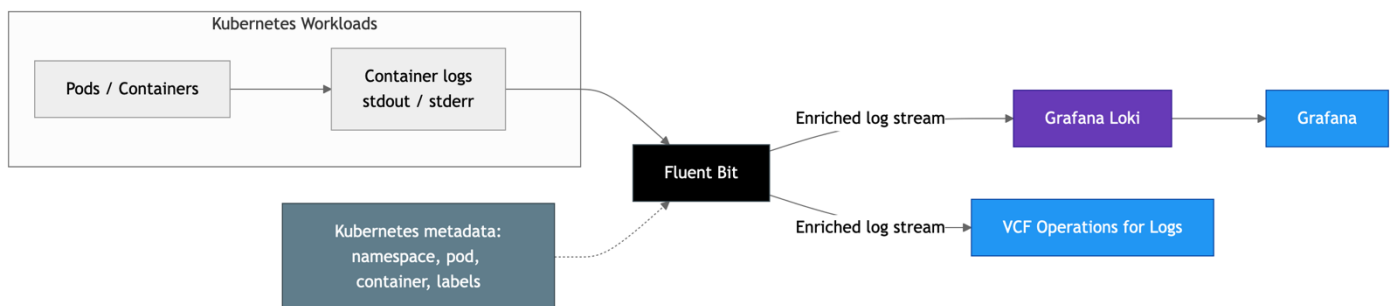 Kubernetes Workloads
Pods / Containers
Container logs
stdout / stderr
Fluent Bit
Kubernetes metadata:
namespace, pod,
container, labels
Enriched log stream
Grafana Loki
Grafana
Enriched log stream
VCF Operations for Logs